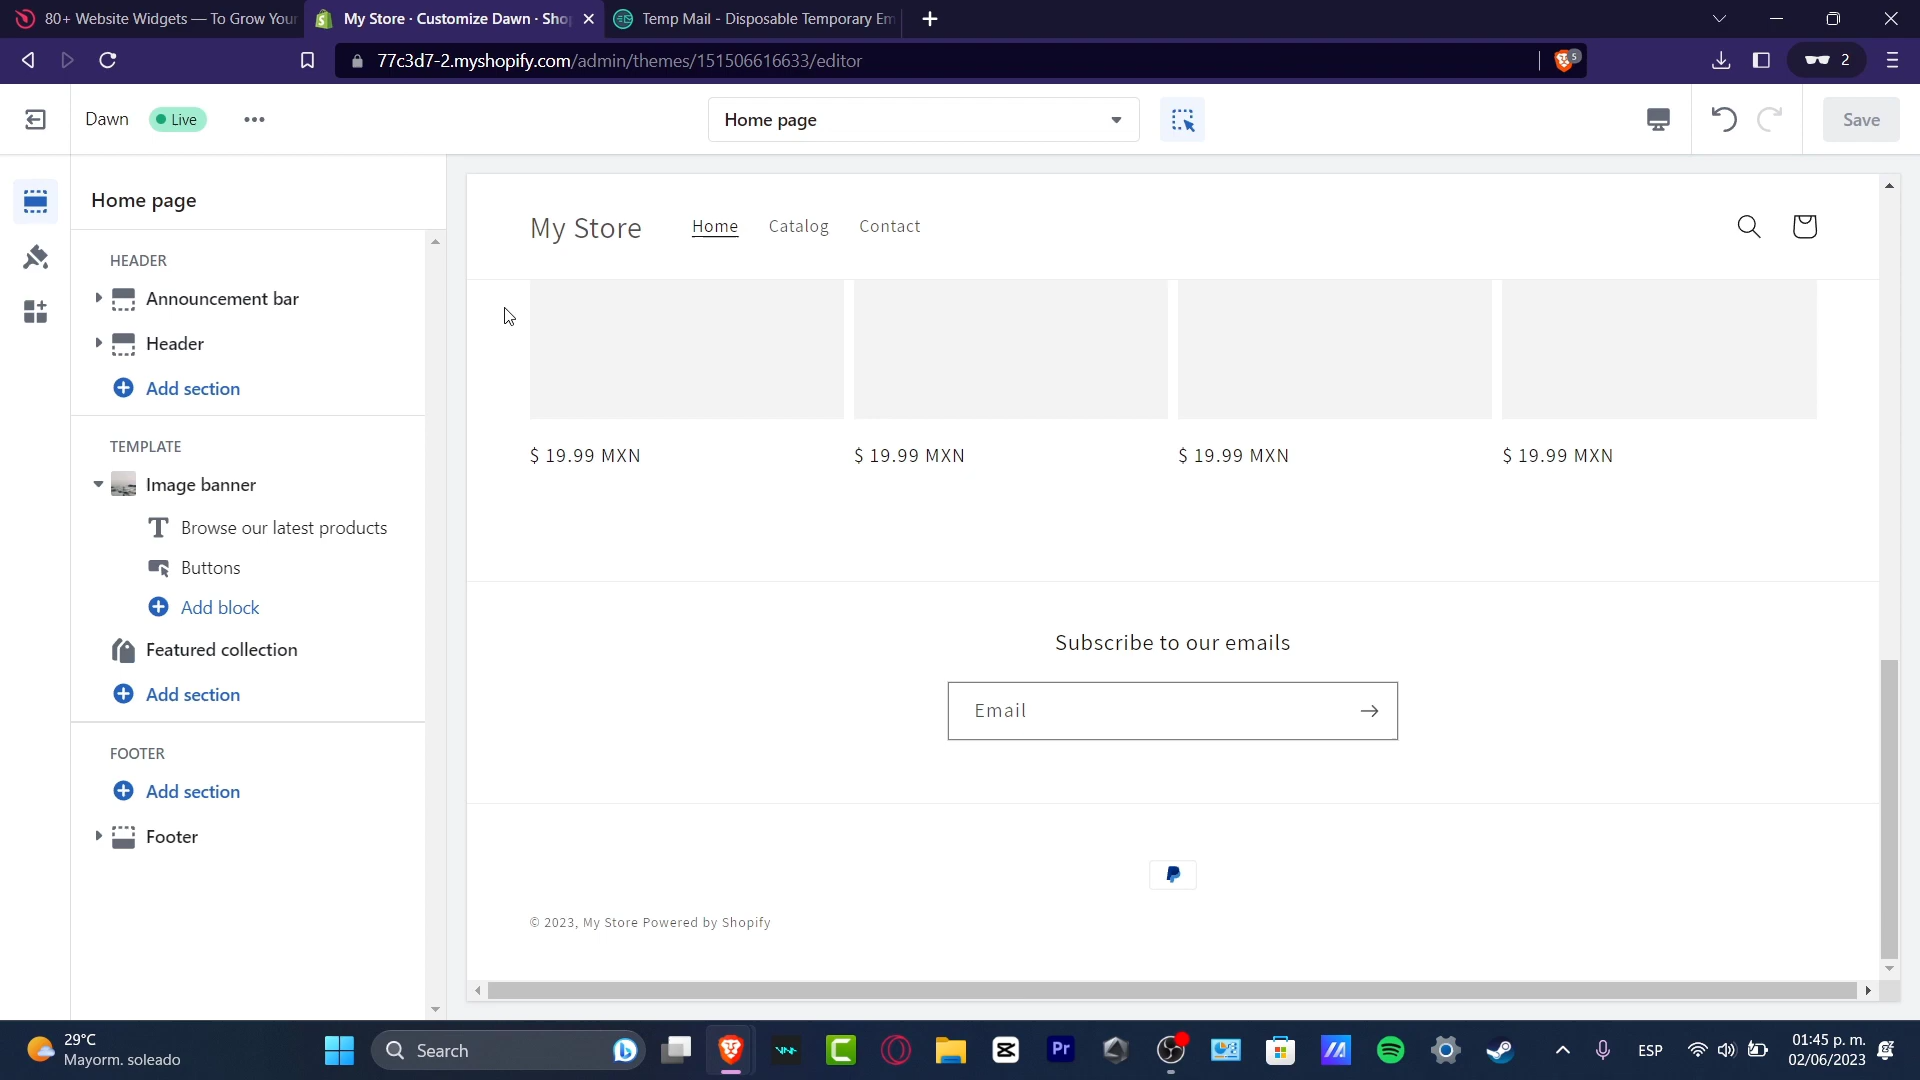 80+ Website Widgets — To Grow Your
My Store · Customize Dawn · Sho
Temp Mail - Disposable Temporary Em
77c3d7-2.myshopify.com/admin/themes/151506616633/editor
5
2
Dawn
Live
Home page
Save
Home page
HEADER
Announcement bar
Header
Add section
TEMPLATE
Image banner
Browse our latest products
Buttons
Add block
Featured collection
Add section
FOOTER
Add section
Footer
My Store
Home
Catalog
Contact
$ 19.99 MXN
$ 19.99 MXN
$ 19.99 MXN
$ 19.99 MXN
Subscribe to our emails
Email
© 2023, My Store Powered by Shopify
29°C
Mayorm. soleado
Search
Pr
ESP
01:45 p. m.
02/06/2023